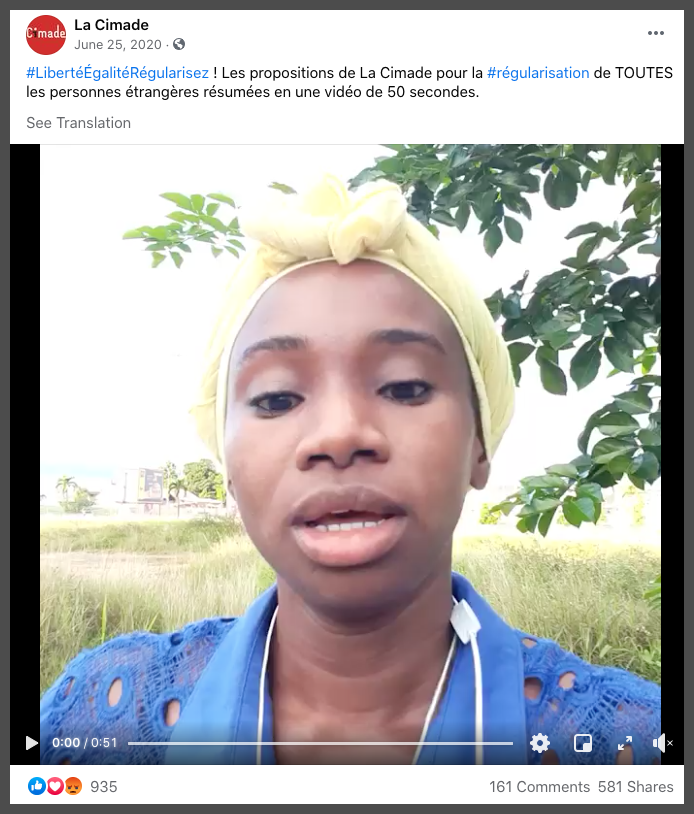 Cimade
La Cimade
June 25, 2020 ·
#LibertéÉgalitéRégularisez ! Les propositions de La Cimade pour la #régularisation de TOUTES
les personnes étrangères résumées en une vidéo de 50 secondes.
See Translation
0:00 / 0:51
935
161 Comments 581 Shares